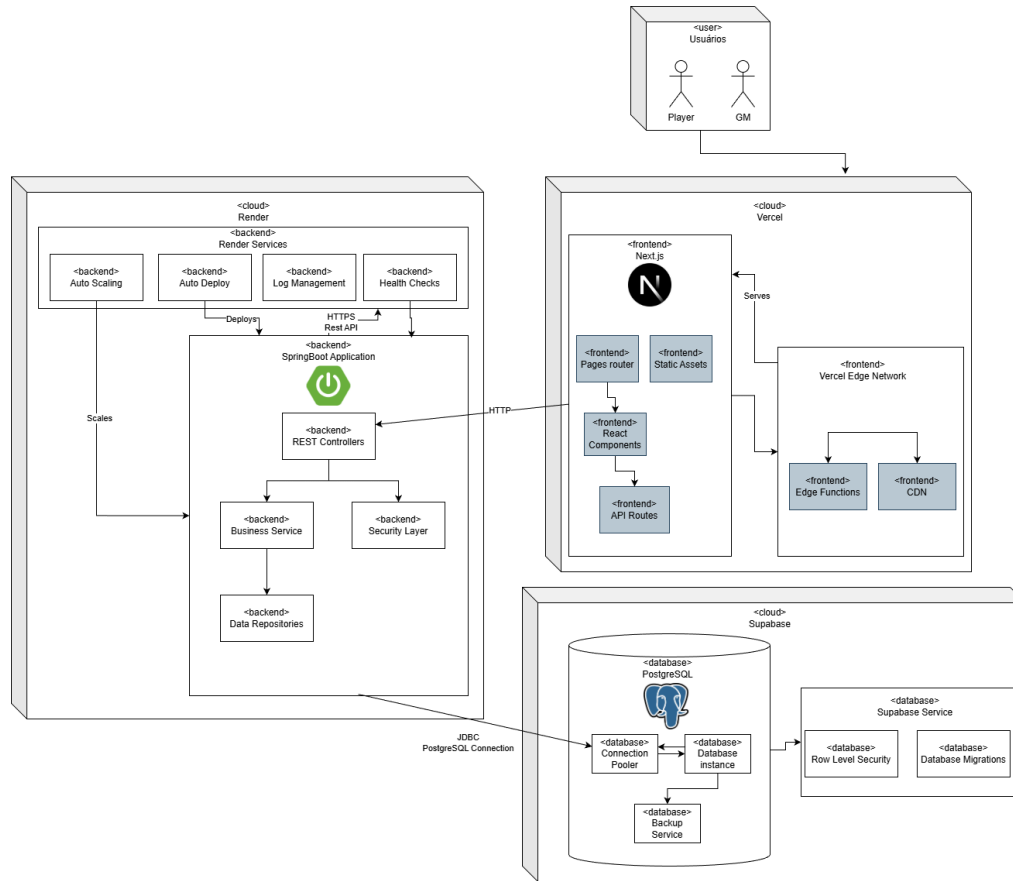 <user>
Usuários
Player
GM
<cloud>
Render
<backend>
Render Services
<backend>
Auto Scaling
<backend>
Auto Deploy
<backend>
Log Management
<backend>
Health Checks
Deploys
HTTPS
Rest API
Scales
<backend>
SpringBoot Application
<backend>
REST Controllers
<backend>
Business Service
<backend>
Security Layer
<backend>
Data Repositories
HTTP
<cloud>
Vercel
<frontend>
Next.js
<frontend>
Pages router
<frontend>
Static Assets
<frontend>
React
Components
<frontend>
API Routes
Serves
<frontend>
Vercel Edge Network
<frontend>
Edge Functions
<frontend>
CDN
JDBC
PostgreSQL Connection
<cloud>
Supabase
<database>
PostgreSQL
<database>
Connection
Pooler
<database>
Database
instance
<database>
Backup
Service
<database>
Supabase Service
<database>
Row Level Security
<database>
Database Migrations